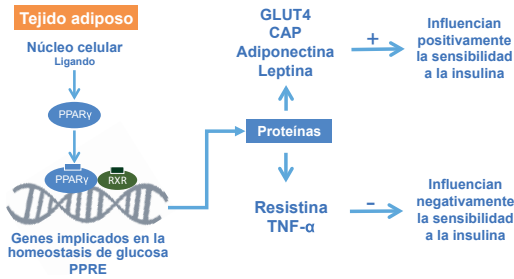 Tejido adiposo
Núcleo celular
Ligando
PPARγ
PPARγ
RXR
Genes implicados en la
homeostasis de glucosa
PPRE
GLUT4
CAP
Adiponectina
Leptina
Proteínas
Resistina
TNF-α
+
Influencian
positivamente
la sensibilidad
a la insulina
–
Influencian
negativamente
la sensibilidad
a la insulina